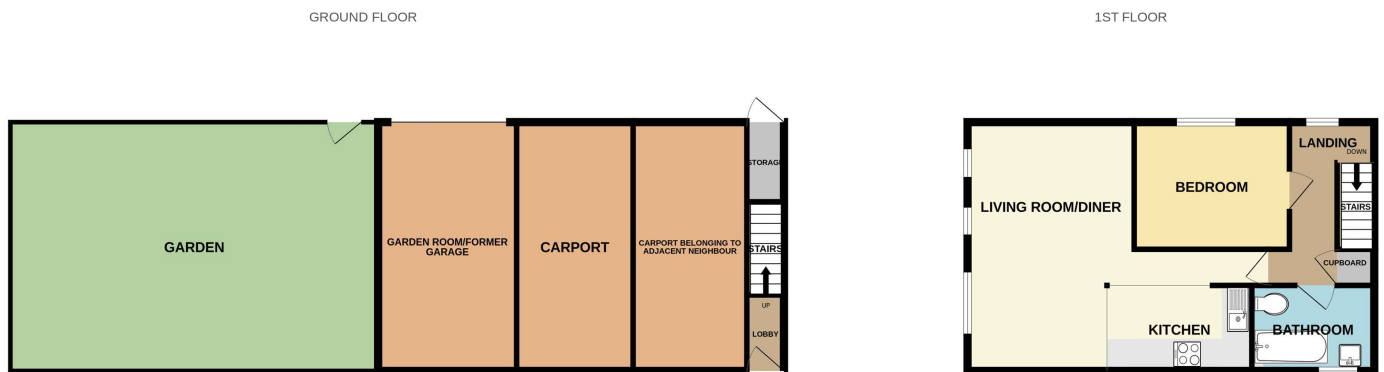 GROUND FLOOR
1ST FLOOR
GARDEN
GARDEN ROOM/FORMER
GARAGE
CARPORT
CARPORT BELONGING TO
ADJACENT NEIGHBOUR
STORAGE
STAIRS
UP
LOBBY
LIVING ROOM/DINER
BEDROOM
LANDING
DOWN
STAIRS
CUPBOARD
KITCHEN
BATHROOM